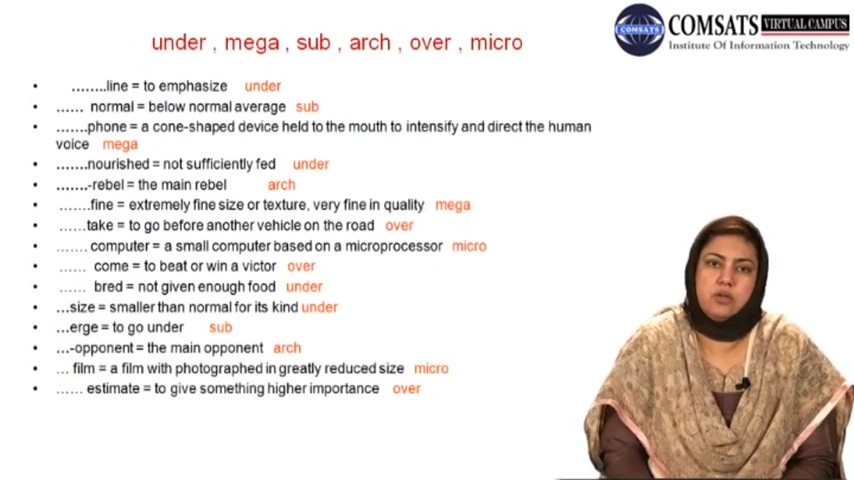 under , mega , sub , arch , over , micro
COMSATS VIRTUAL CAMPUS
COMSATS
Institute Of Information Technology
• ........line = to emphasize under
• ...... normal = below normal average sub
• .......phone = a cone-shaped device held to the mouth to intensify and direct the human
voice mega
• .......nourished = not sufficiently fed under
• .......-rebel = the main rebel arch
• .......fine = extremely fine size or texture, very fine in quality mega
• ......take = to go before another vehicle on the road over
• ....... computer = a small computer based on a microprocessor micro
• ...... come = to beat or win a victor over
• ...... bred = not given enough food under
• ...size = smaller than normal for its kind under
• ...erge = to go under sub
• ...-opponent = the main opponent arch
• ... film = a film with photographed in greatly reduced size micro
• ...... estimate = to give something higher importance over